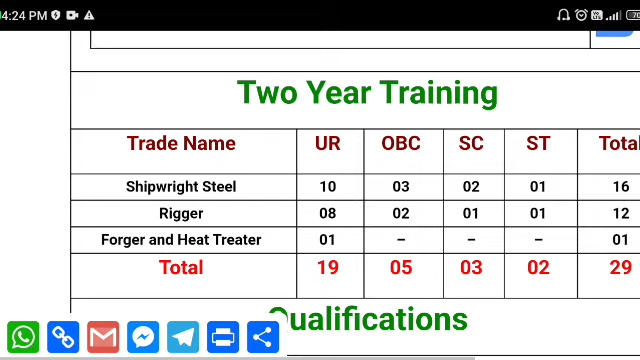 4:24 PM
Two Year Training
Trade Name UR OBC SC ST Total
Shipwright Steel 10 03 02 01 16
Rigger 08 02 01 01 12
Forger and Heat Treater 01 – – – 01
Total 19 05 03 02 29
Qualifications